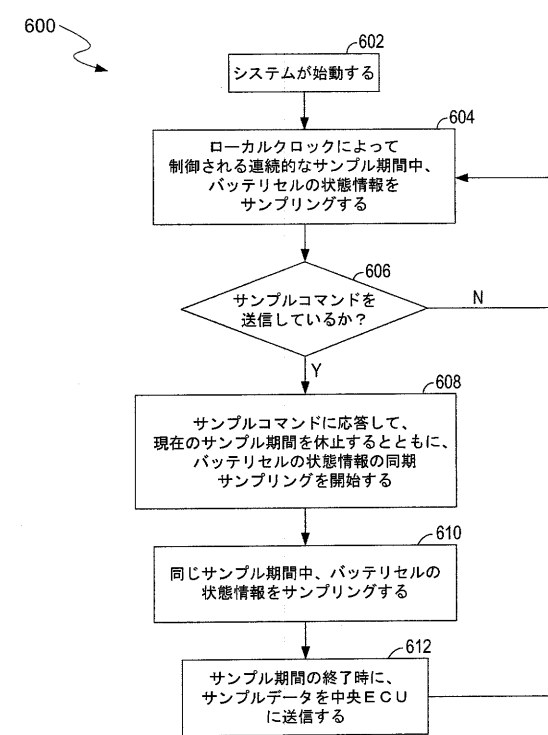 600
602
システムが始動する
604
ローカルクロックによって
制御される連続的なサンプル期間中、
バッテリセルの状態情報を
サンプリングする
606
サンプルコマンドを
送信しているか？
N
Y
608
サンプルコマンドに応答して、
現在のサンプル期間を休止するとともに、
バッテリセルの状態情報の同期
サンプリングを開始する
610
同じサンプル期間中、バッテリセルの
状態情報をサンプリングする
612
サンプル期間の終了時に、
サンプルデータを中央ＥＣＵ
に送信する